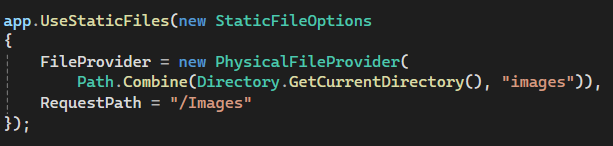 app.UseStaticFiles(new StaticFileOptions
{
    FileProvider = new PhysicalFileProvider(
        Path.Combine(Directory.GetCurrentDirectory(), "images")),
    RequestPath = "/Images"
});